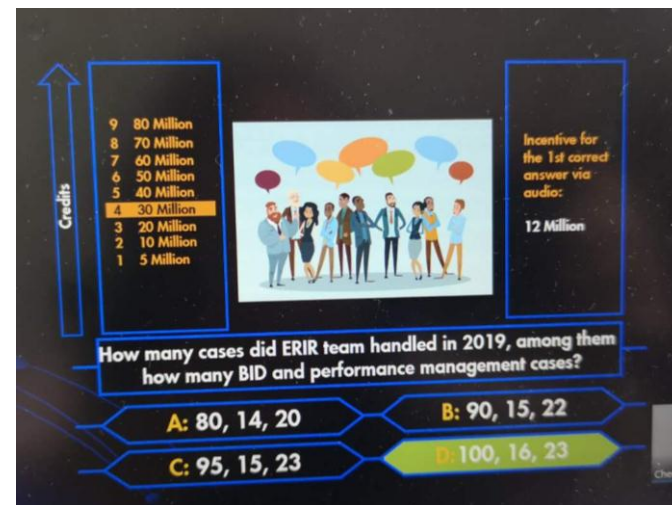 Credits
9 80 Million
8 70 Million
7 60 Million
6 50 Million
5 40 Million
4 30 Million
3 20 Million
2 10 Million
1 5 Million
Incentive for
the 1st correct
answer via
audio:
12 Million
How many cases did ERIR team handled in 2019, among them
how many BID and performance management cases?
A: 80, 14, 20
B: 90, 15, 22
C: 95, 15, 23
D: 100, 16, 23